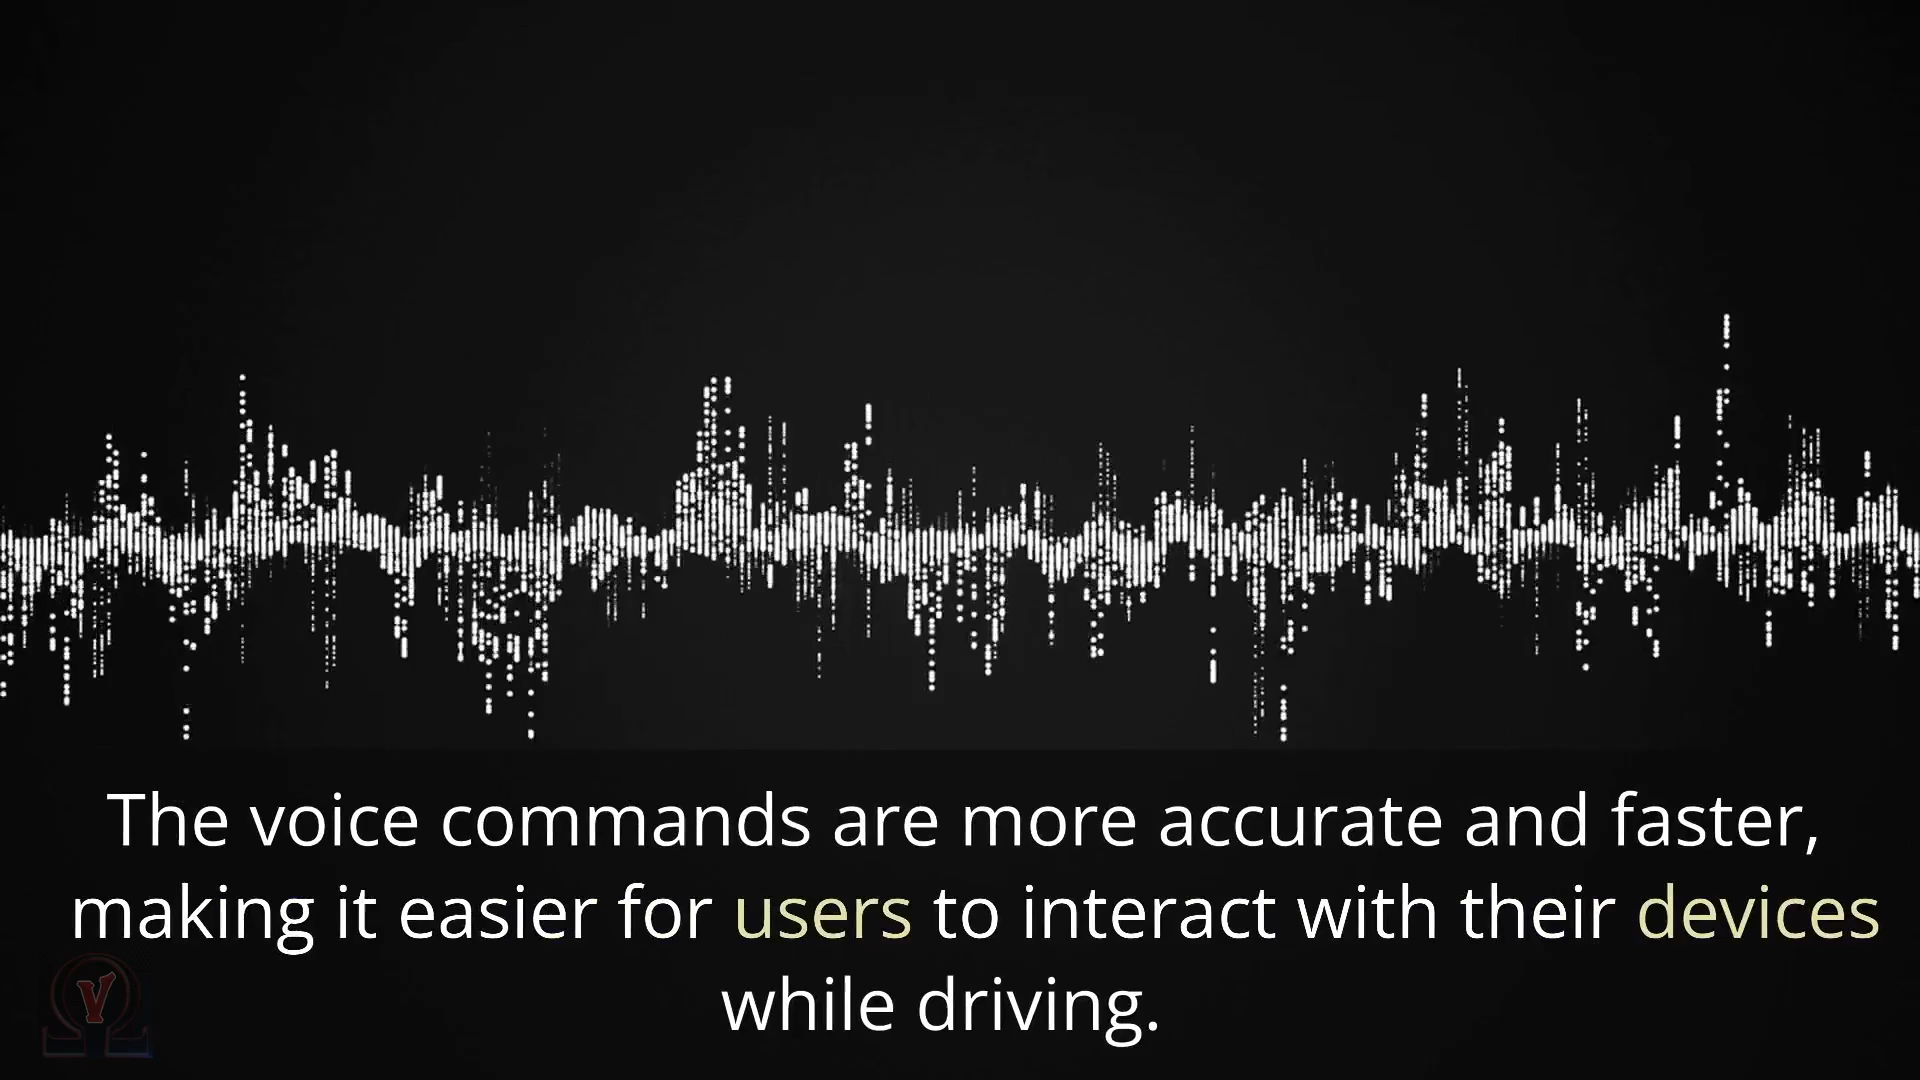 The voice commands are more accurate and faster,
making it easier for users to interact with their devices
while driving.
V